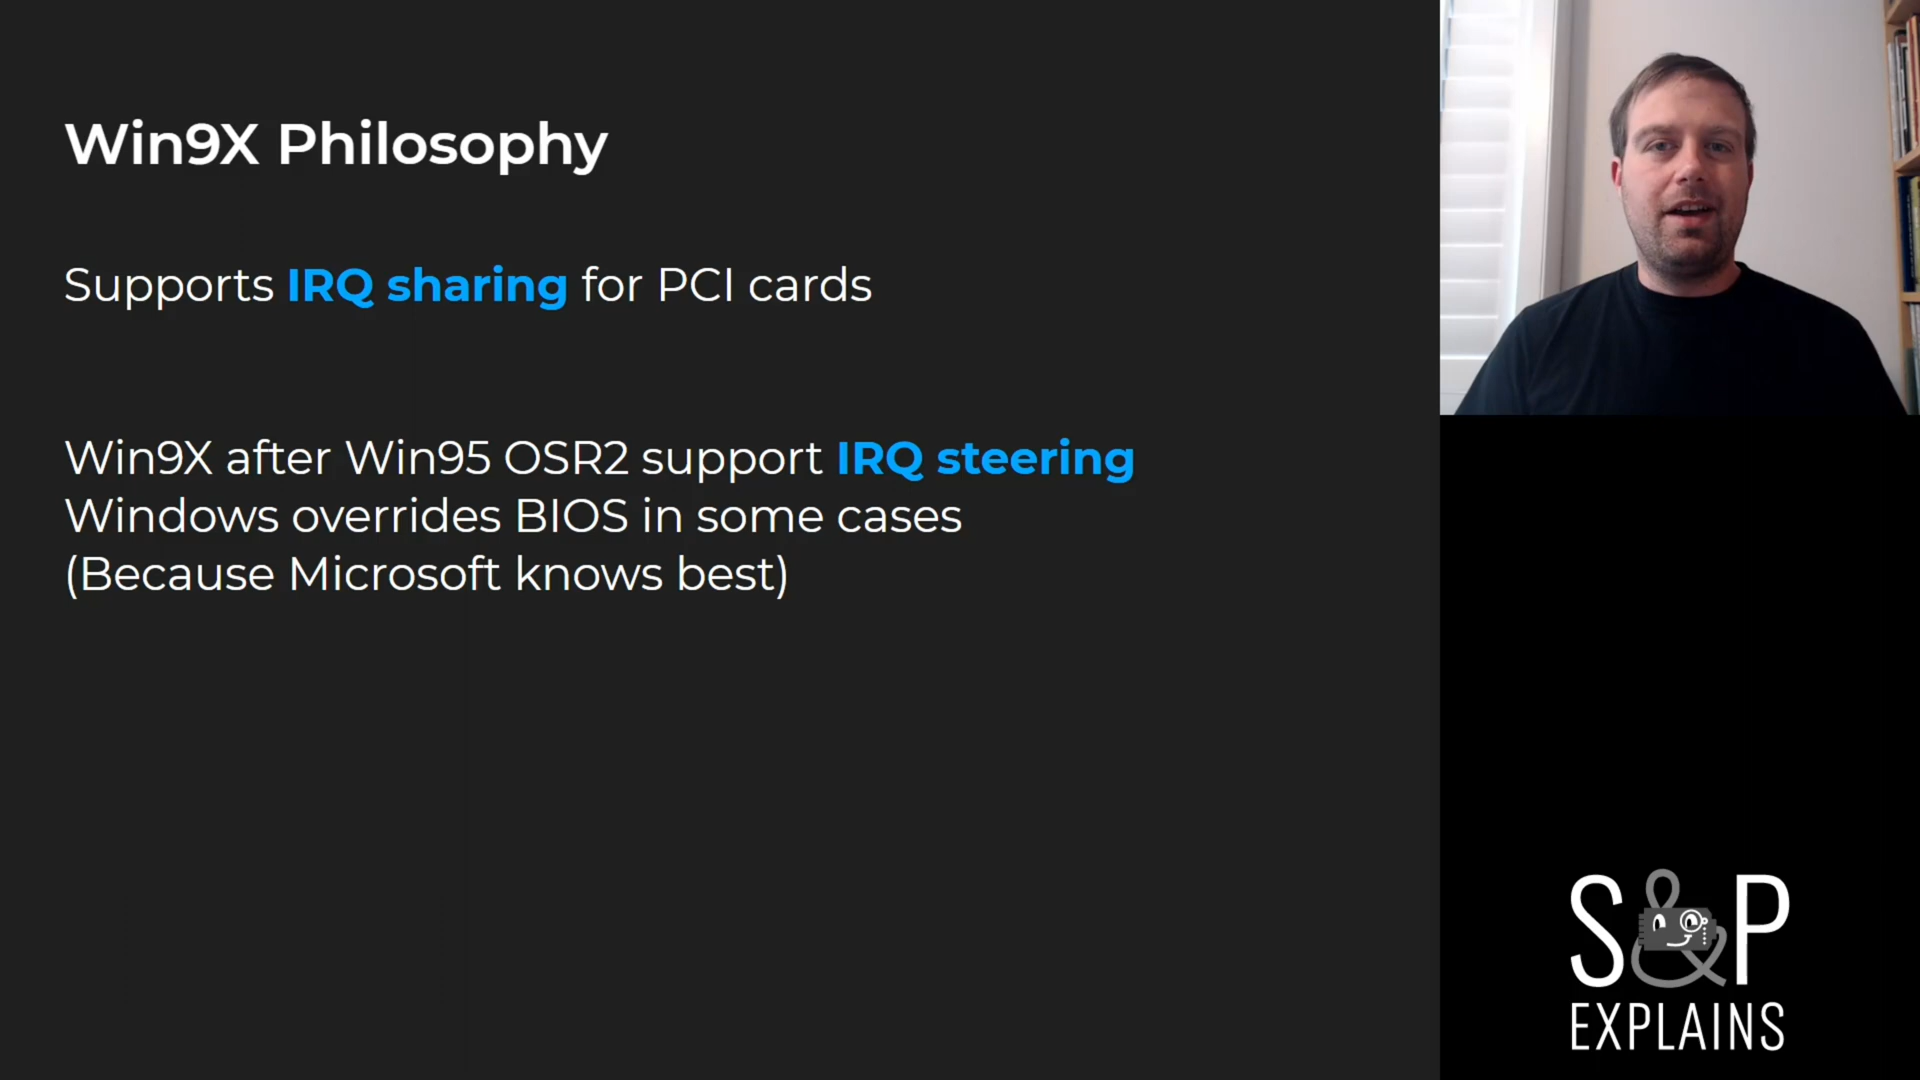 Win9X Philosophy
Supports IRQ sharing for PCI cards
Win9X after Win95 OSR2 support IRQ steering
Windows overrides BIOS in some cases
(Because Microsoft knows best)
S&P
EXPLAINS